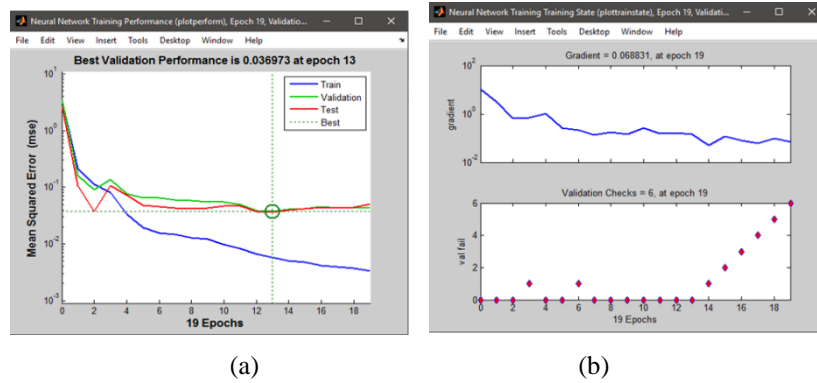 Neural Network Training Performance (plotperform), Epoch 19, Validatio...
File Edit View Insert Tools Desktop Window Help
Best Validation Performance is 0.036973 at epoch 13
Train
Validation
Test
Best
Mean Squared Error (mse)
10^1
10^0
10^-1
10^-2
10^-3
0 2 4 6 8 10 12 14 16 18
19 Epochs
(a)
Neural Network Training Training State (plottrainstate), Epoch 19, Validati...
File Edit View Insert Tools Desktop Window Help
Gradient = 0.068831, at epoch 19
gradient
10^2
10^0
10^-2
Validation Checks = 6, at epoch 19
val fail
6
4
2
0
0 2 4 6 8 10 12 14 16 18
19 Epochs
(b)